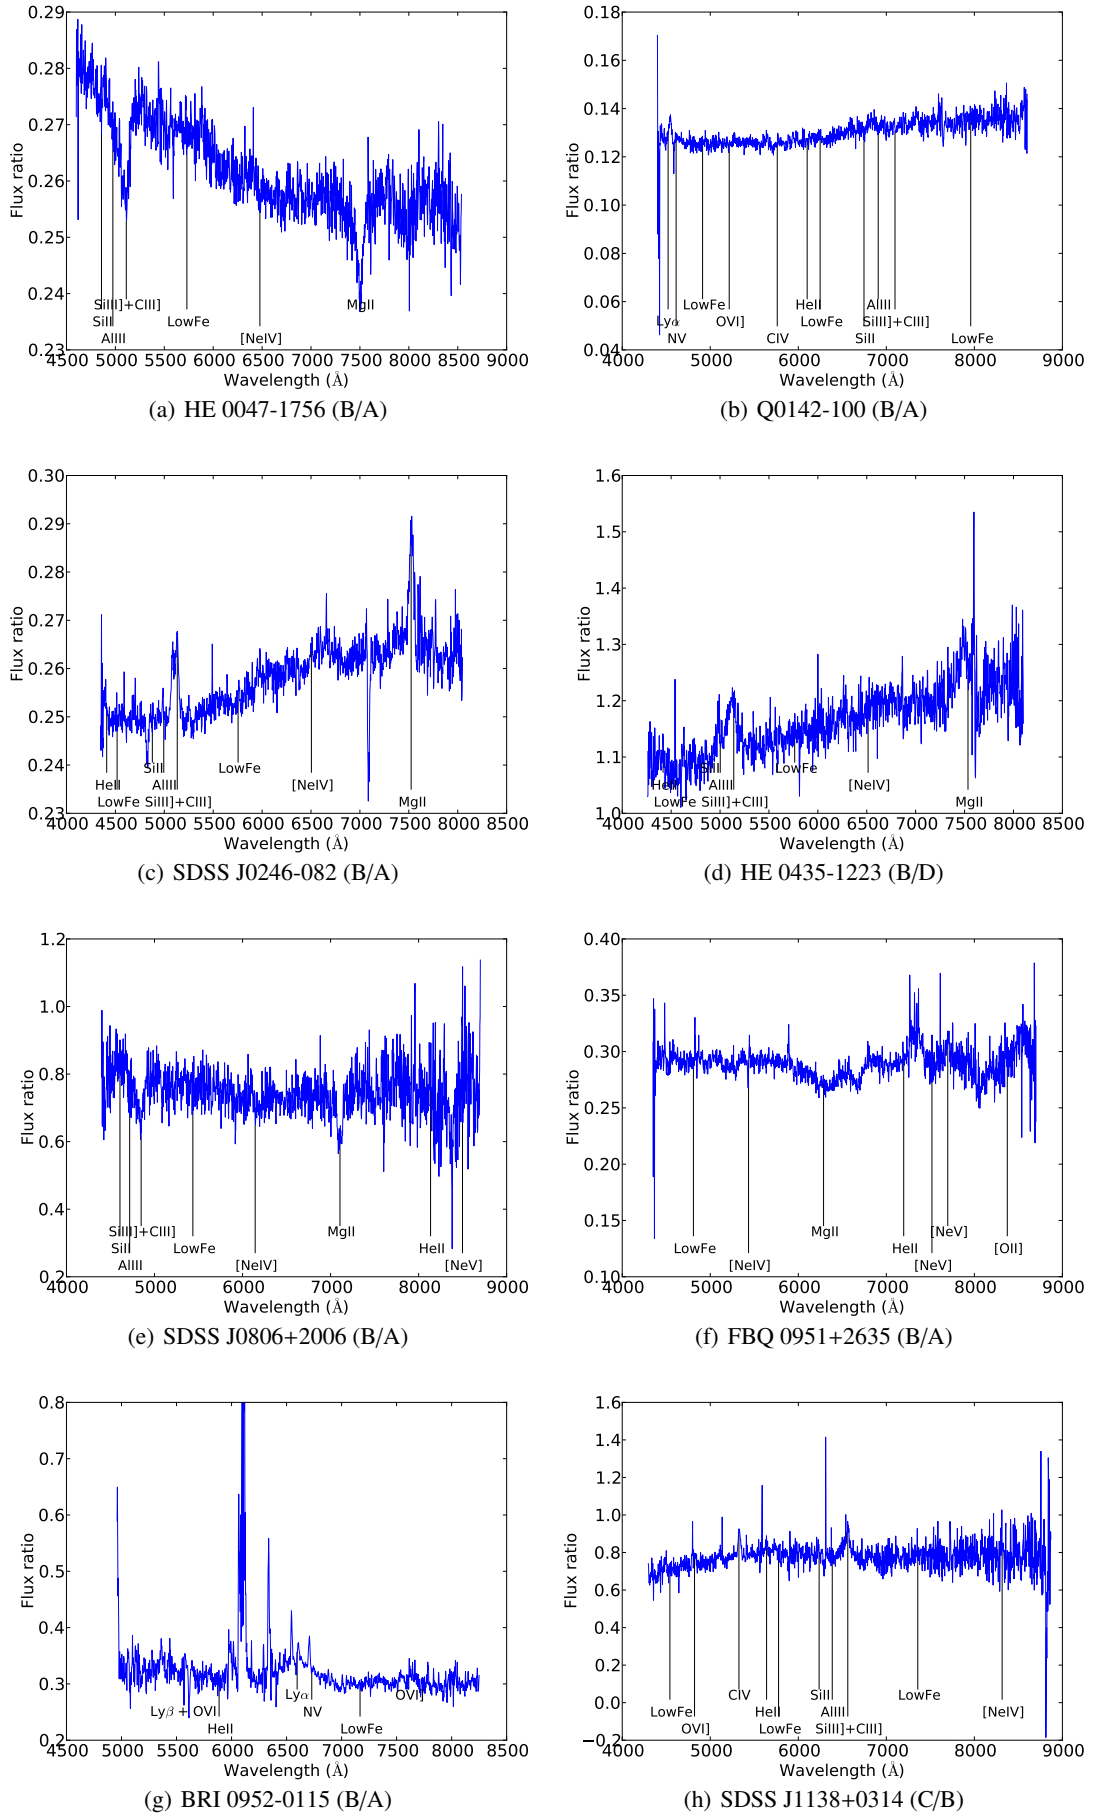 0.29
0.28
0.27
0.26
0.25
0.24
0.23
Flux ratio
SiIII]+CIII]
MgII
SiII
LowFe
AlIII
[NeIV]
4500 5000 5500 6000 6500 7000 7500 8000 8500 9000
Wavelength (Å)
(a) HE 0047-1756 (B/A)
0.18
0.16
0.14
0.12
0.10
0.08
0.06
0.04
Flux ratio
LowFe
HeII
AlIII
Lyα
OVI]
LowFe
SiIII]+CIII]
NV
CIV
SiII
LowFe
4000 5000 6000 7000 8000 9000
Wavelength (Å)
(b) Q0142-100 (B/A)
0.30
0.29
0.28
0.27
0.26
0.25
0.24
0.23
Flux ratio
SiII
LowFe
HeII
AlIII
[NeIV]
LowFe
SiIII]+CIII]
MgII
4000 4500 5000 5500 6000 6500 7000 7500 8000 8500
Wavelength (Å)
(c) SDSS J0246-082 (B/A)
1.6
1.5
1.4
1.3
1.2
1.1
1.0
Flux ratio
SiII
LowFe
HeII
AlIII
[NeIV]
LowFe
SiIII]+CIII]
MgII
4000 4500 5000 5500 6000 6500 7000 7500 8000 8500
Wavelength (Å)
(d) HE 0435-1223 (B/D)
1.2
1.0
0.8
0.6
0.4
0.2
Flux ratio
SiIII]+CIII]
MgII
SiII
LowFe
HeII
AlIII
[NeIV]
[NeV]
4000 5000 6000 7000 8000 9000
Wavelength (Å)
(e) SDSS J0806+2006 (B/A)
0.40
0.35
0.30
0.25
0.20
0.15
0.10
Flux ratio
MgII
[NeV]
LowFe
HeII
[OII]
[NeIV]
[NeV]
4000 5000 6000 7000 8000 9000
Wavelength (Å)
(f) FBQ 0951+2635 (B/A)
0.8
0.7
0.6
0.5
0.4
0.3
0.2
Flux ratio
Lyα
OVI]
Lyβ + OVI
NV
HeII
LowFe
4500 5000 5500 6000 6500 7000 7500 8000 8500
Wavelength (Å)
(g) BRI 0952-0115 (B/A)
1.6
1.4
1.2
1.0
0.8
0.6
0.4
0.2
0.0
−0.2
Flux ratio
CIV
SiII
LowFe
LowFe
HeII
AlIII
[NeIV]
OVI]
LowFe
SiIII]+CIII]
4000 5000 6000 7000 8000 9000
Wavelength (Å)
(h) SDSS J1138+0314 (C/B)